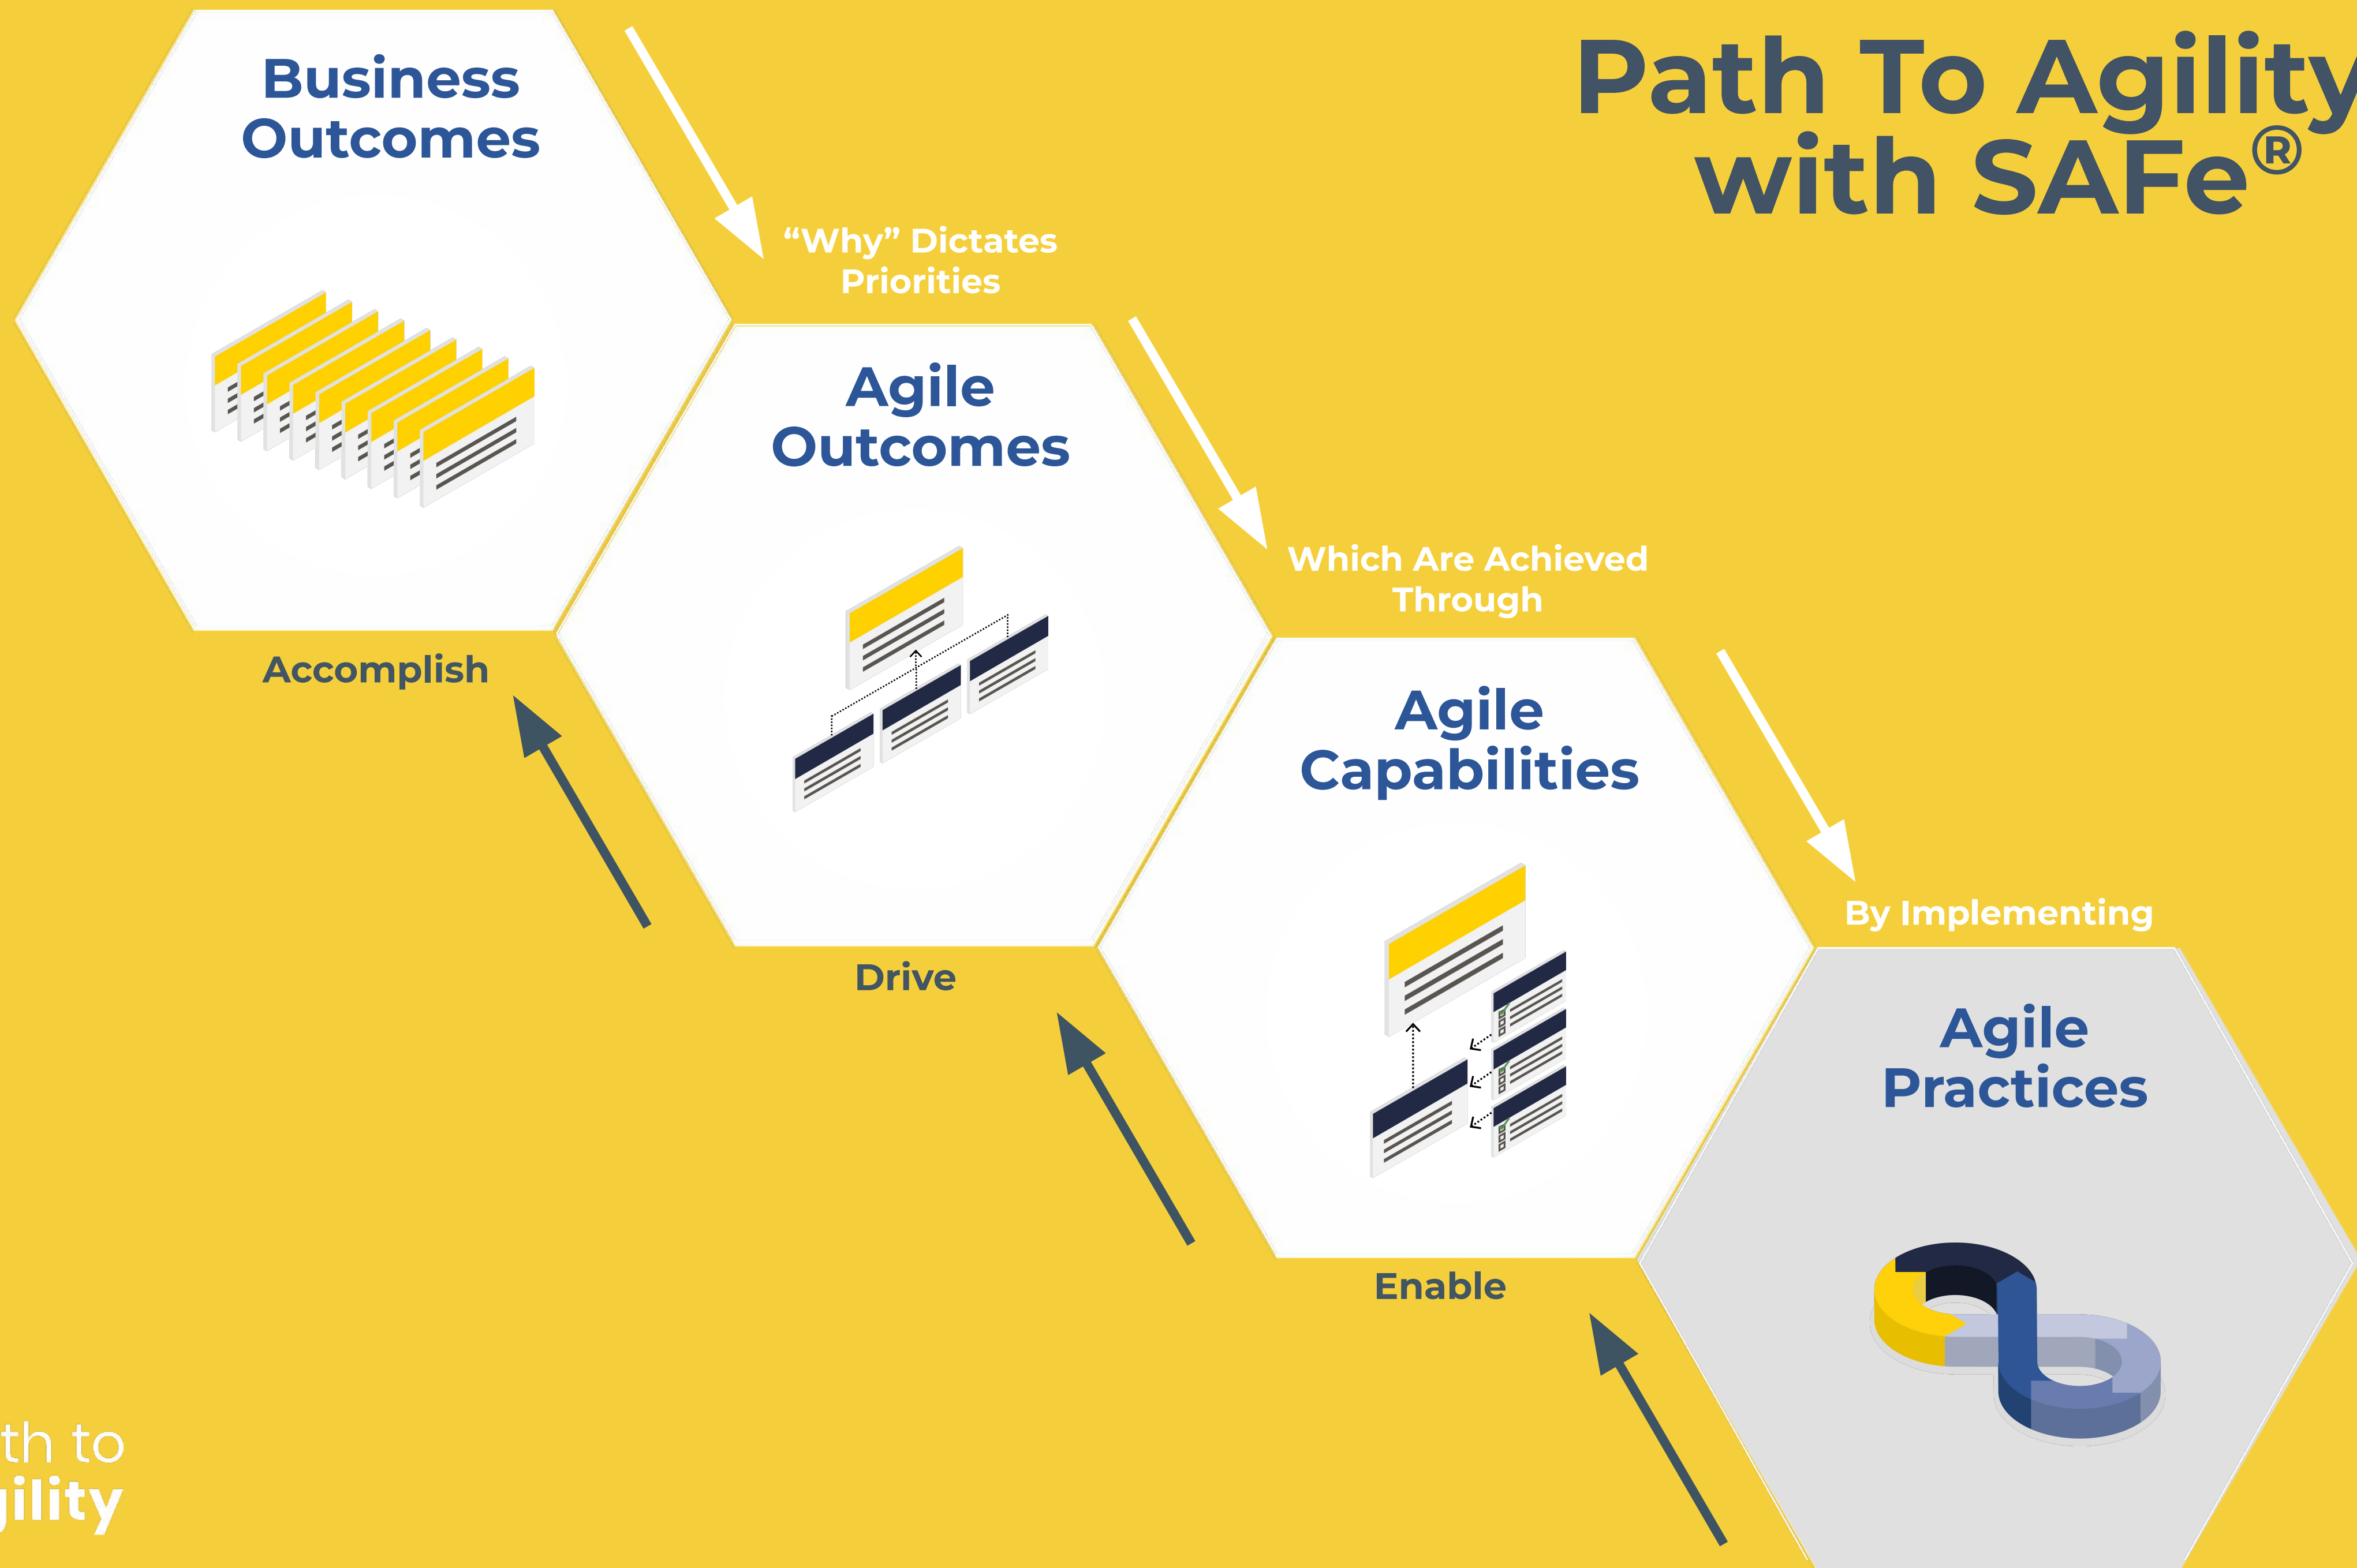 Path To Agility
with SAFe®
Business
Outcomes
“Why” Dictates
Priorities
Agile
Outcomes
Which Are Achieved
Through
Accomplish
Agile
Capabilities
By Implementing
Drive
Agile
Practices
Enable
th to
gility